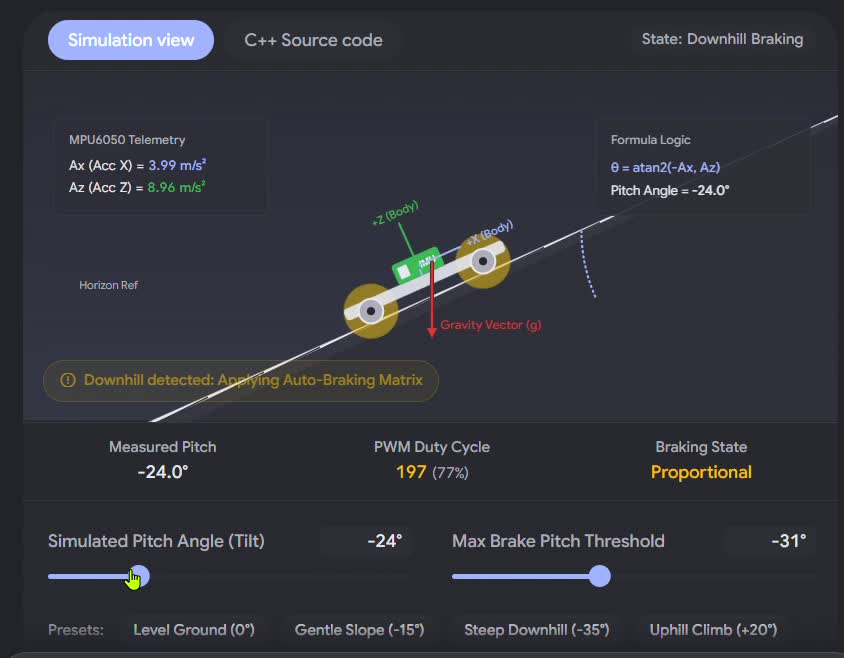 Simulation view
C++ Source code
State: Downhill Braking
MPU6050 Telemetry
Ax (Acc X) = 3.99 m/s²
Az (Acc Z) = 8.96 m/s²
Formula Logic
θ = atan2(-Ax, Az)
Pitch Angle = -24.0°
+Z (Body)
+X (Body)
IMU
Horizon Ref
Gravity Vector (g)
Downhill detected: Applying Auto-Braking Matrix
Measured Pitch
-24.0°
PWM Duty Cycle
197 (77%)
Braking State
Proportional
Simulated Pitch Angle (Tilt)
-24°
Max Brake Pitch Threshold
-31°
Presets:
Level Ground (0°)
Gentle Slope (-15°)
Steep Downhill (-35°)
Uphill Climb (+20°)